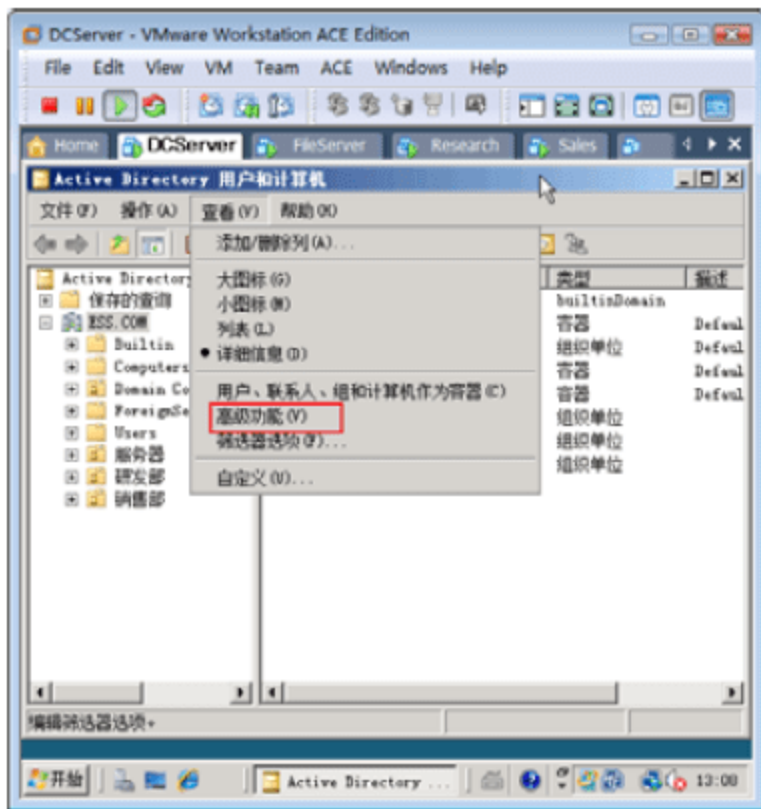 DCServer - VMware Workstation ACE Edition
File Edit View VM Team ACE Windows Help
Home DCServer FileServer Research Sales
Active Directory 用户和计算机
文件(F) 操作(A) 查看(V) 帮助(H)
添加/删除列(A)...
Active Directory
大图标(G)
类型 描述
保存的查询
小图标(M)
builtinDomain
ESS.COM
列表(L)
容器 Defaul
Builtin
详细信息(D)
组织单位 Defaul
Computers
容器 Defaul
Domain Co
用户、联系人、组和计算机作为容器(C)
容器 Defaul
ForeignSe
高级功能(V)
组织单位
Users
筛选器选项(F)...
组织单位
服务器
组织单位
研发部
自定义(U)...
销售部
编辑筛选器选项。
开始 Active Directory ... 13:08